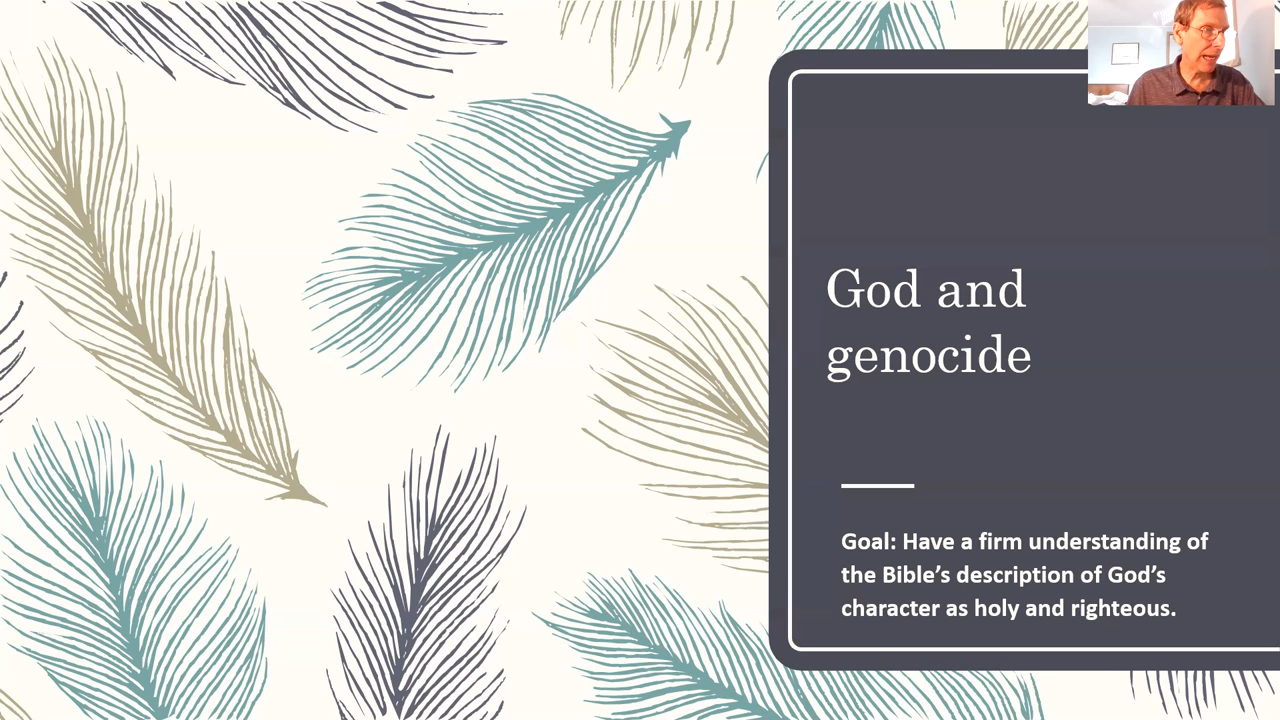 God and
genocide
Goal: Have a firm understanding of
the Bible’s description of God’s
character as holy and righteous.